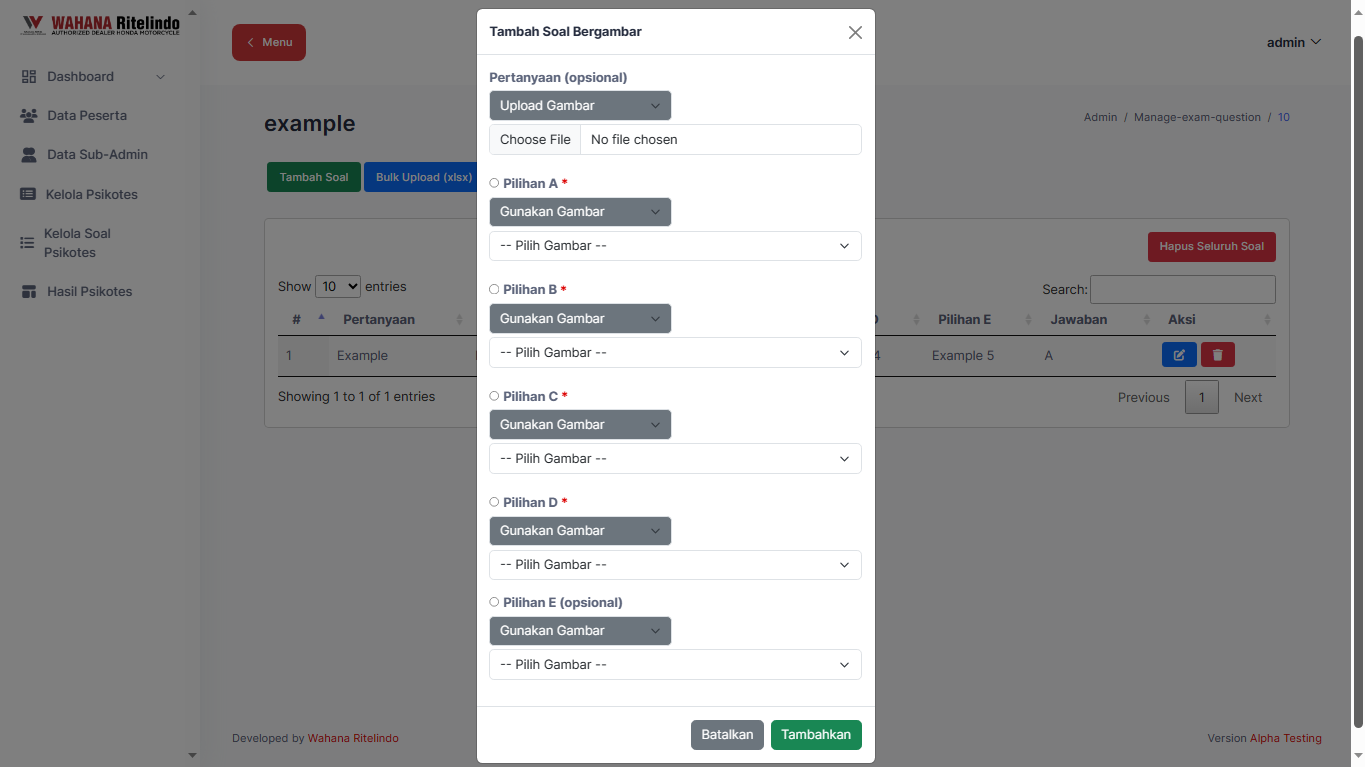 WAHANA Ritelindo
AUTHORIZED DEALER HONDA MOTORCYCLE
Dashboard
Data Peserta
Data Sub-Admin
Kelola Psikotes
Kelola Soal
Psikotes
Hasil Psikotes
Menu
admin
example
Admin / Manage-exam-question / 10
Tambah Soal
Bulk Upload (xlsx)
Hapus Seluruh Soal
Show 10 entries
Search:
# Pertanyaan Pilihan E Jawaban Aksi
1 Example 4 Example 5 A
Showing 1 to 1 of 1 entries
Previous 1 Next
Tambah Soal Bergambar
Pertanyaan (opsional)
Upload Gambar
Choose File No file chosen
Pilihan A *
Gunakan Gambar
-- Pilih Gambar --
Pilihan B *
Gunakan Gambar
-- Pilih Gambar --
Pilihan C *
Gunakan Gambar
-- Pilih Gambar --
Pilihan D *
Gunakan Gambar
-- Pilih Gambar --
Pilihan E (opsional)
Gunakan Gambar
-- Pilih Gambar --
Batalkan
Tambahkan
Developed by Wahana Ritelindo
Version Alpha Testing